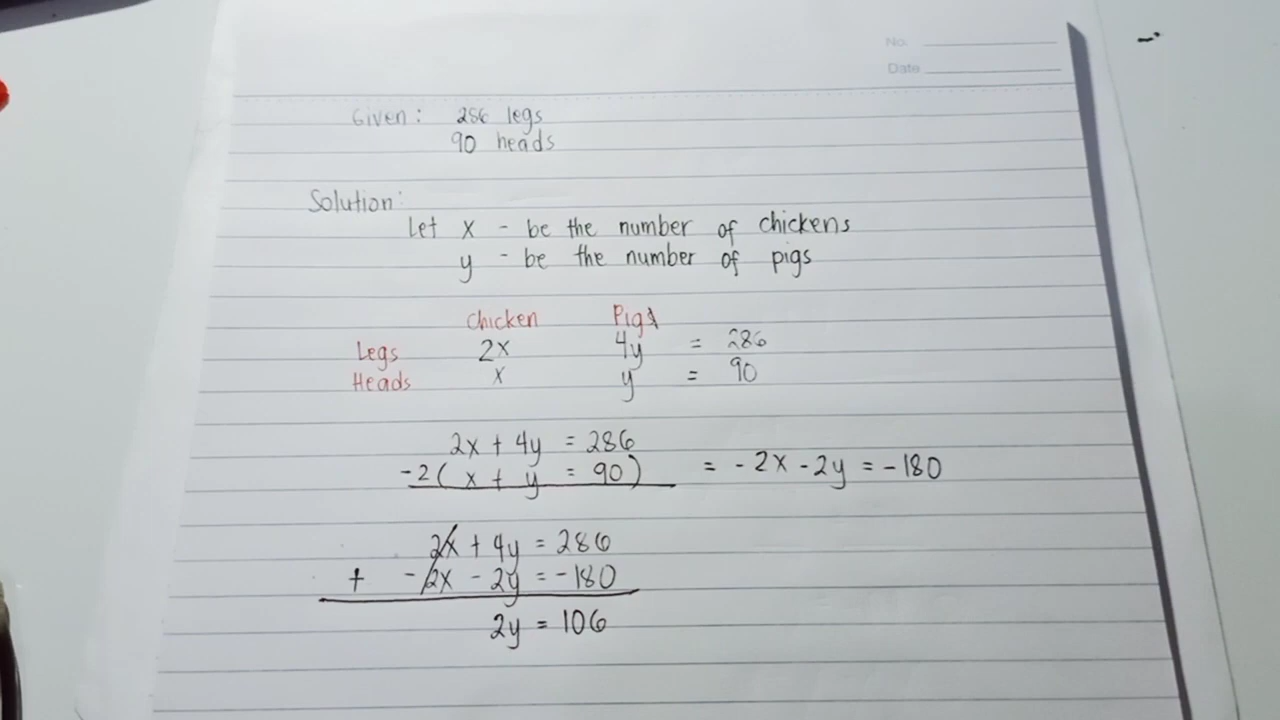 No.
Date
Given: 286 legs
90 heads
Solution:
Let x - be the number of chickens
y - be the number of pigs
Chicken Pigs
Legs 2x 4y = 286
Heads x y = 90
2x + 4y = 286
-2(x + y = 90) = -2x - 2y = -180
2x + 4y = 286
+ -2x - 2y = -180
2y = 106